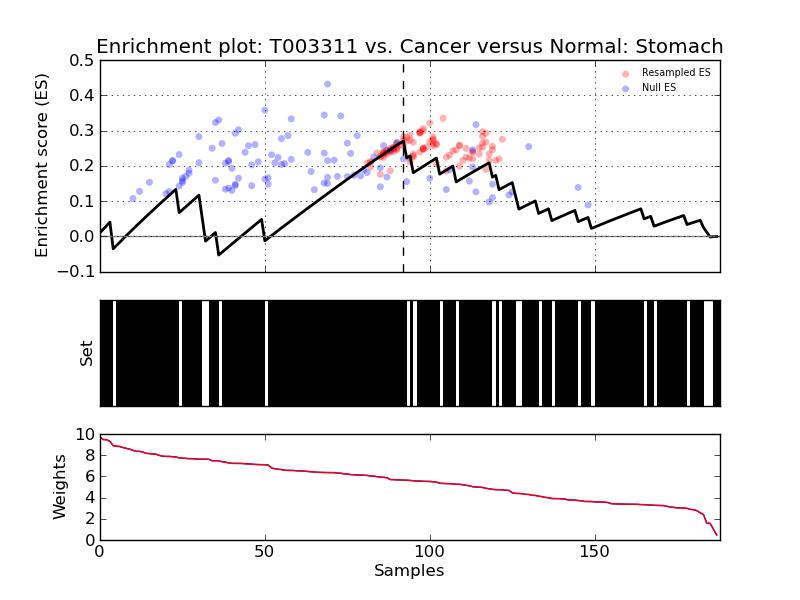 Enrichment plot: T003311 vs. Cancer versus Normal: Stomach
0.5
0.4
0.3
0.2
0.1
0.0
−0.1
Enrichment score (ES)
Resampled ES
Null ES
Set
10
8
6
4
2
0
Weights
0
50
100
150
Samples